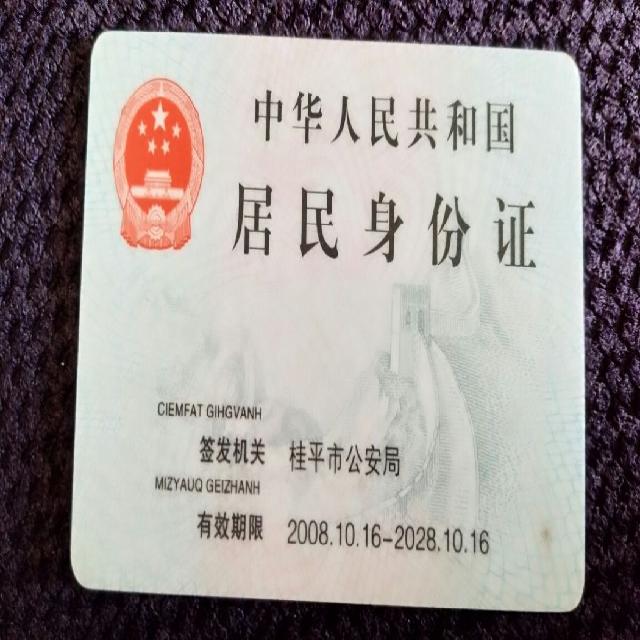 中华人民共和国
居民身份证
CIEMFAT GIHGVANH
签发机关 桂平市公安局
MIZYAUQ GEIZHANH
有效期限 2008.10.16-2028.10.16